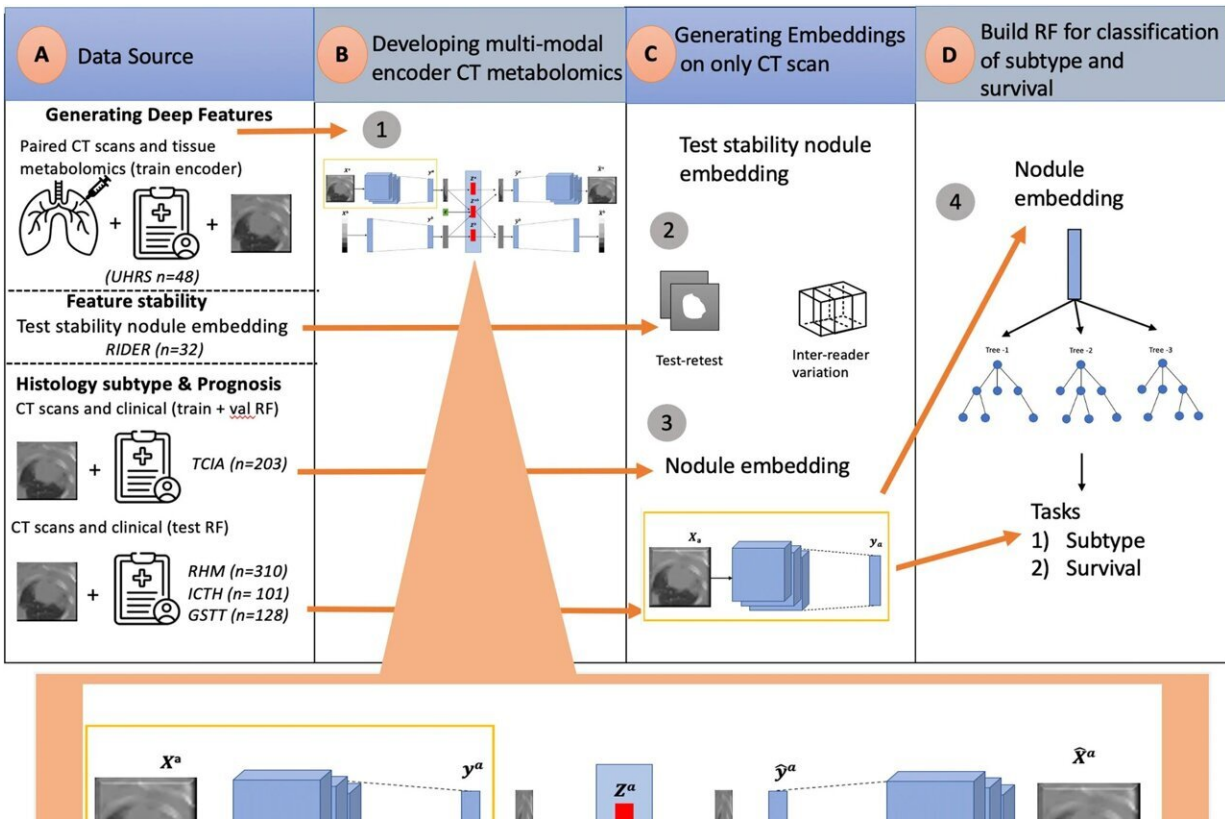 A
Data Source
B
Developing multi-modal
encoder CT metabolomics
C
Generating Embeddings
on only CT scan
D
Build RF for classification
of subtype and
survival
Generating Deep Features
Paired CT scans and tissue
metabolomics (train encoder)
+
+
(UHRS n=48)
Feature stability
Test stability nodule embedding
RIDER (n=32)
Histology subtype & Prognosis
CT scans and clinical (train + val RF)
+
TCIA (n=203)
CT scans and clinical (test RF)
+
RHM (n=310)
ICTH (n= 101)
GSTT (n=128)
1
Test stability nodule
embedding
2
Test-retest
Inter-reader
variation
3
Nodule embedding
Xₐ
yₐ
4
Nodule
embedding
Tree -1
Tree -2
Tree -3
Tasks
1) Subtype
2) Survival
Xᵃ
yᵃ
Zᵃ
ŷᵃ
X̂ᵃ